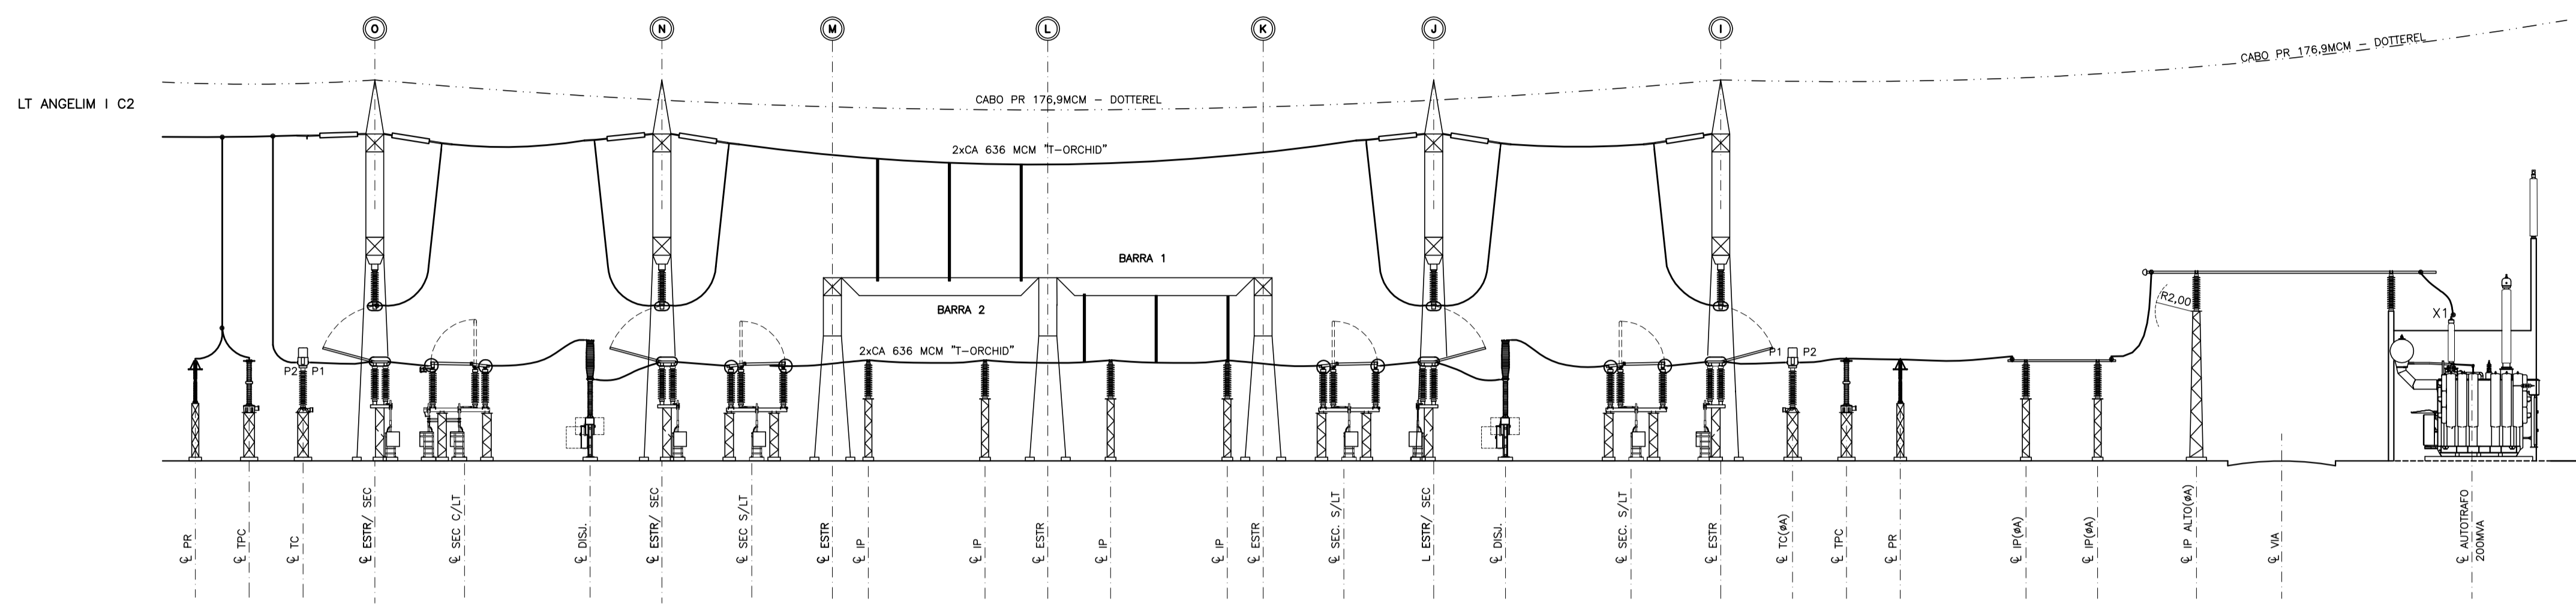 O
N
M
L
K
J
I
CABO PR 176,9MCM - DOTTEREL
LT ANGELIM I C2
CABO PR 176,9MCM - DOTTEREL
2xCA 636 MCM "T-ORCHID"
BARRA 1
BARRA 2
R2,00
X1
2xCA 636 MCM "T-ORCHID"
P2
P1
P1
P2
℄ PR
℄ TPC
℄ TC
℄ ESTR/ SEC
℄ SEC C/LT
℄ DISJ.
℄ ESTR/ SEC
℄ SEC S/LT
℄ ESTR
℄ IP
℄ IP
℄ ESTR
℄ IP
℄ IP
℄ ESTR
℄ SEC. S/LT
L ESTR/ SEC
℄ DISJ.
℄ SEC. S/LT
℄ ESTR
℄ TC(øA)
℄ TPC
℄ PR
℄ IP(øA)
℄ IP(øA)
℄ IP ALTO(øA)
℄ VIA
℄ AUTOTRAFO
200MVA